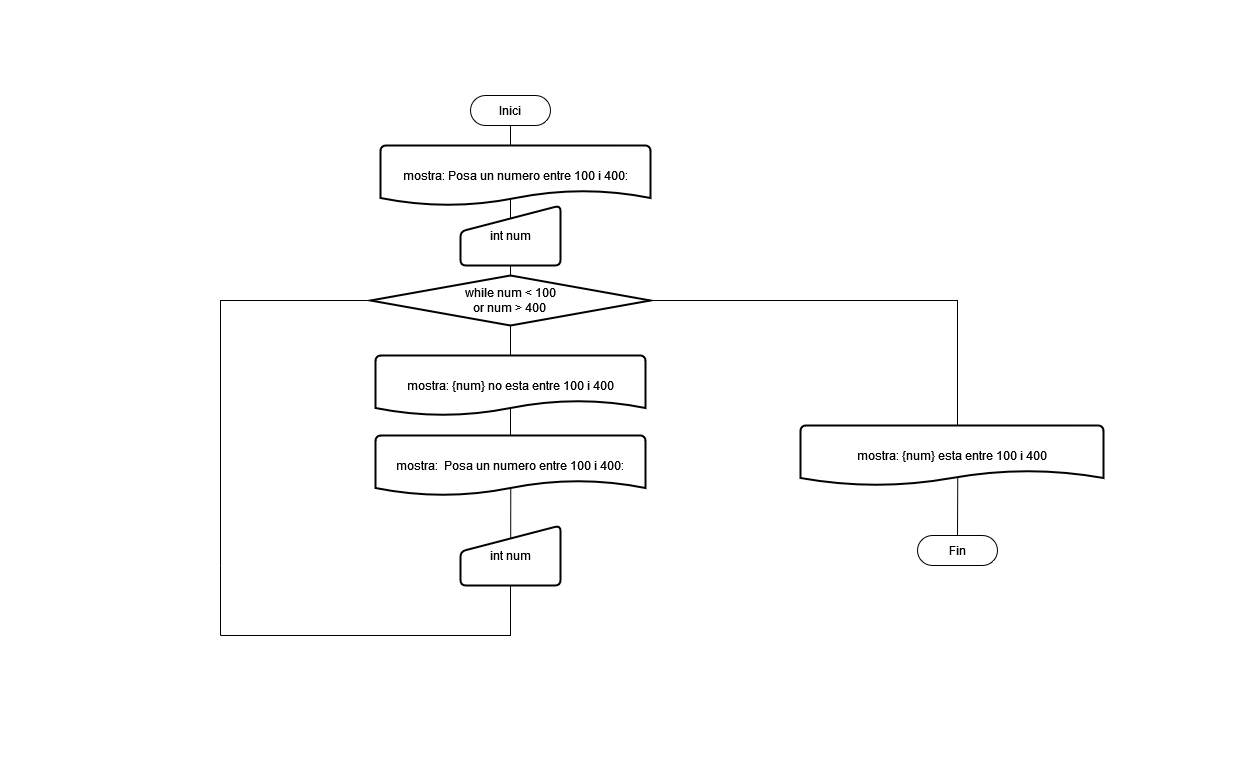 Inici
mostra: Posa un numero entre 100 i 400:
int num
while num < 100
or num > 400
mostra: {num} no esta entre 100 i 400
mostra:  Posa un numero entre 100 i 400:
int num
mostra: {num} esta entre 100 i 400
Fin